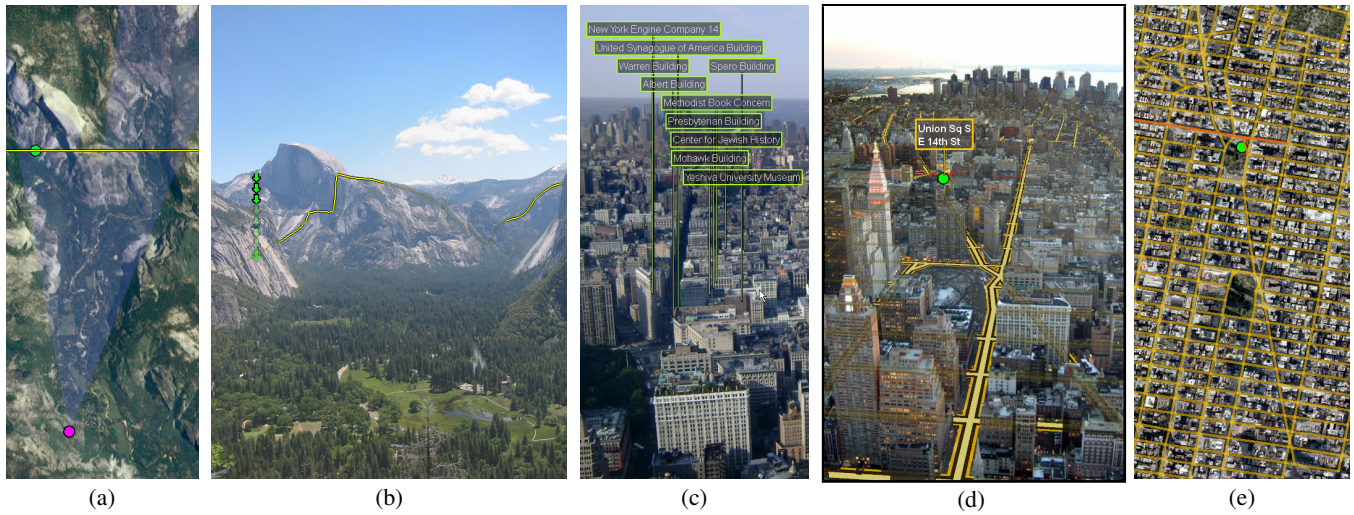 New York Engine Company 14
United Synagogue of America Building
Warren Building
Spero Building
Albert Building
Methodist Book Concern
Presbyterian Building
Center for Jewish History
Mohawk Building
Yeshiva University Museum
Union Sq S
E 14th St
(a)
(b)
(c)
(d)
(e)